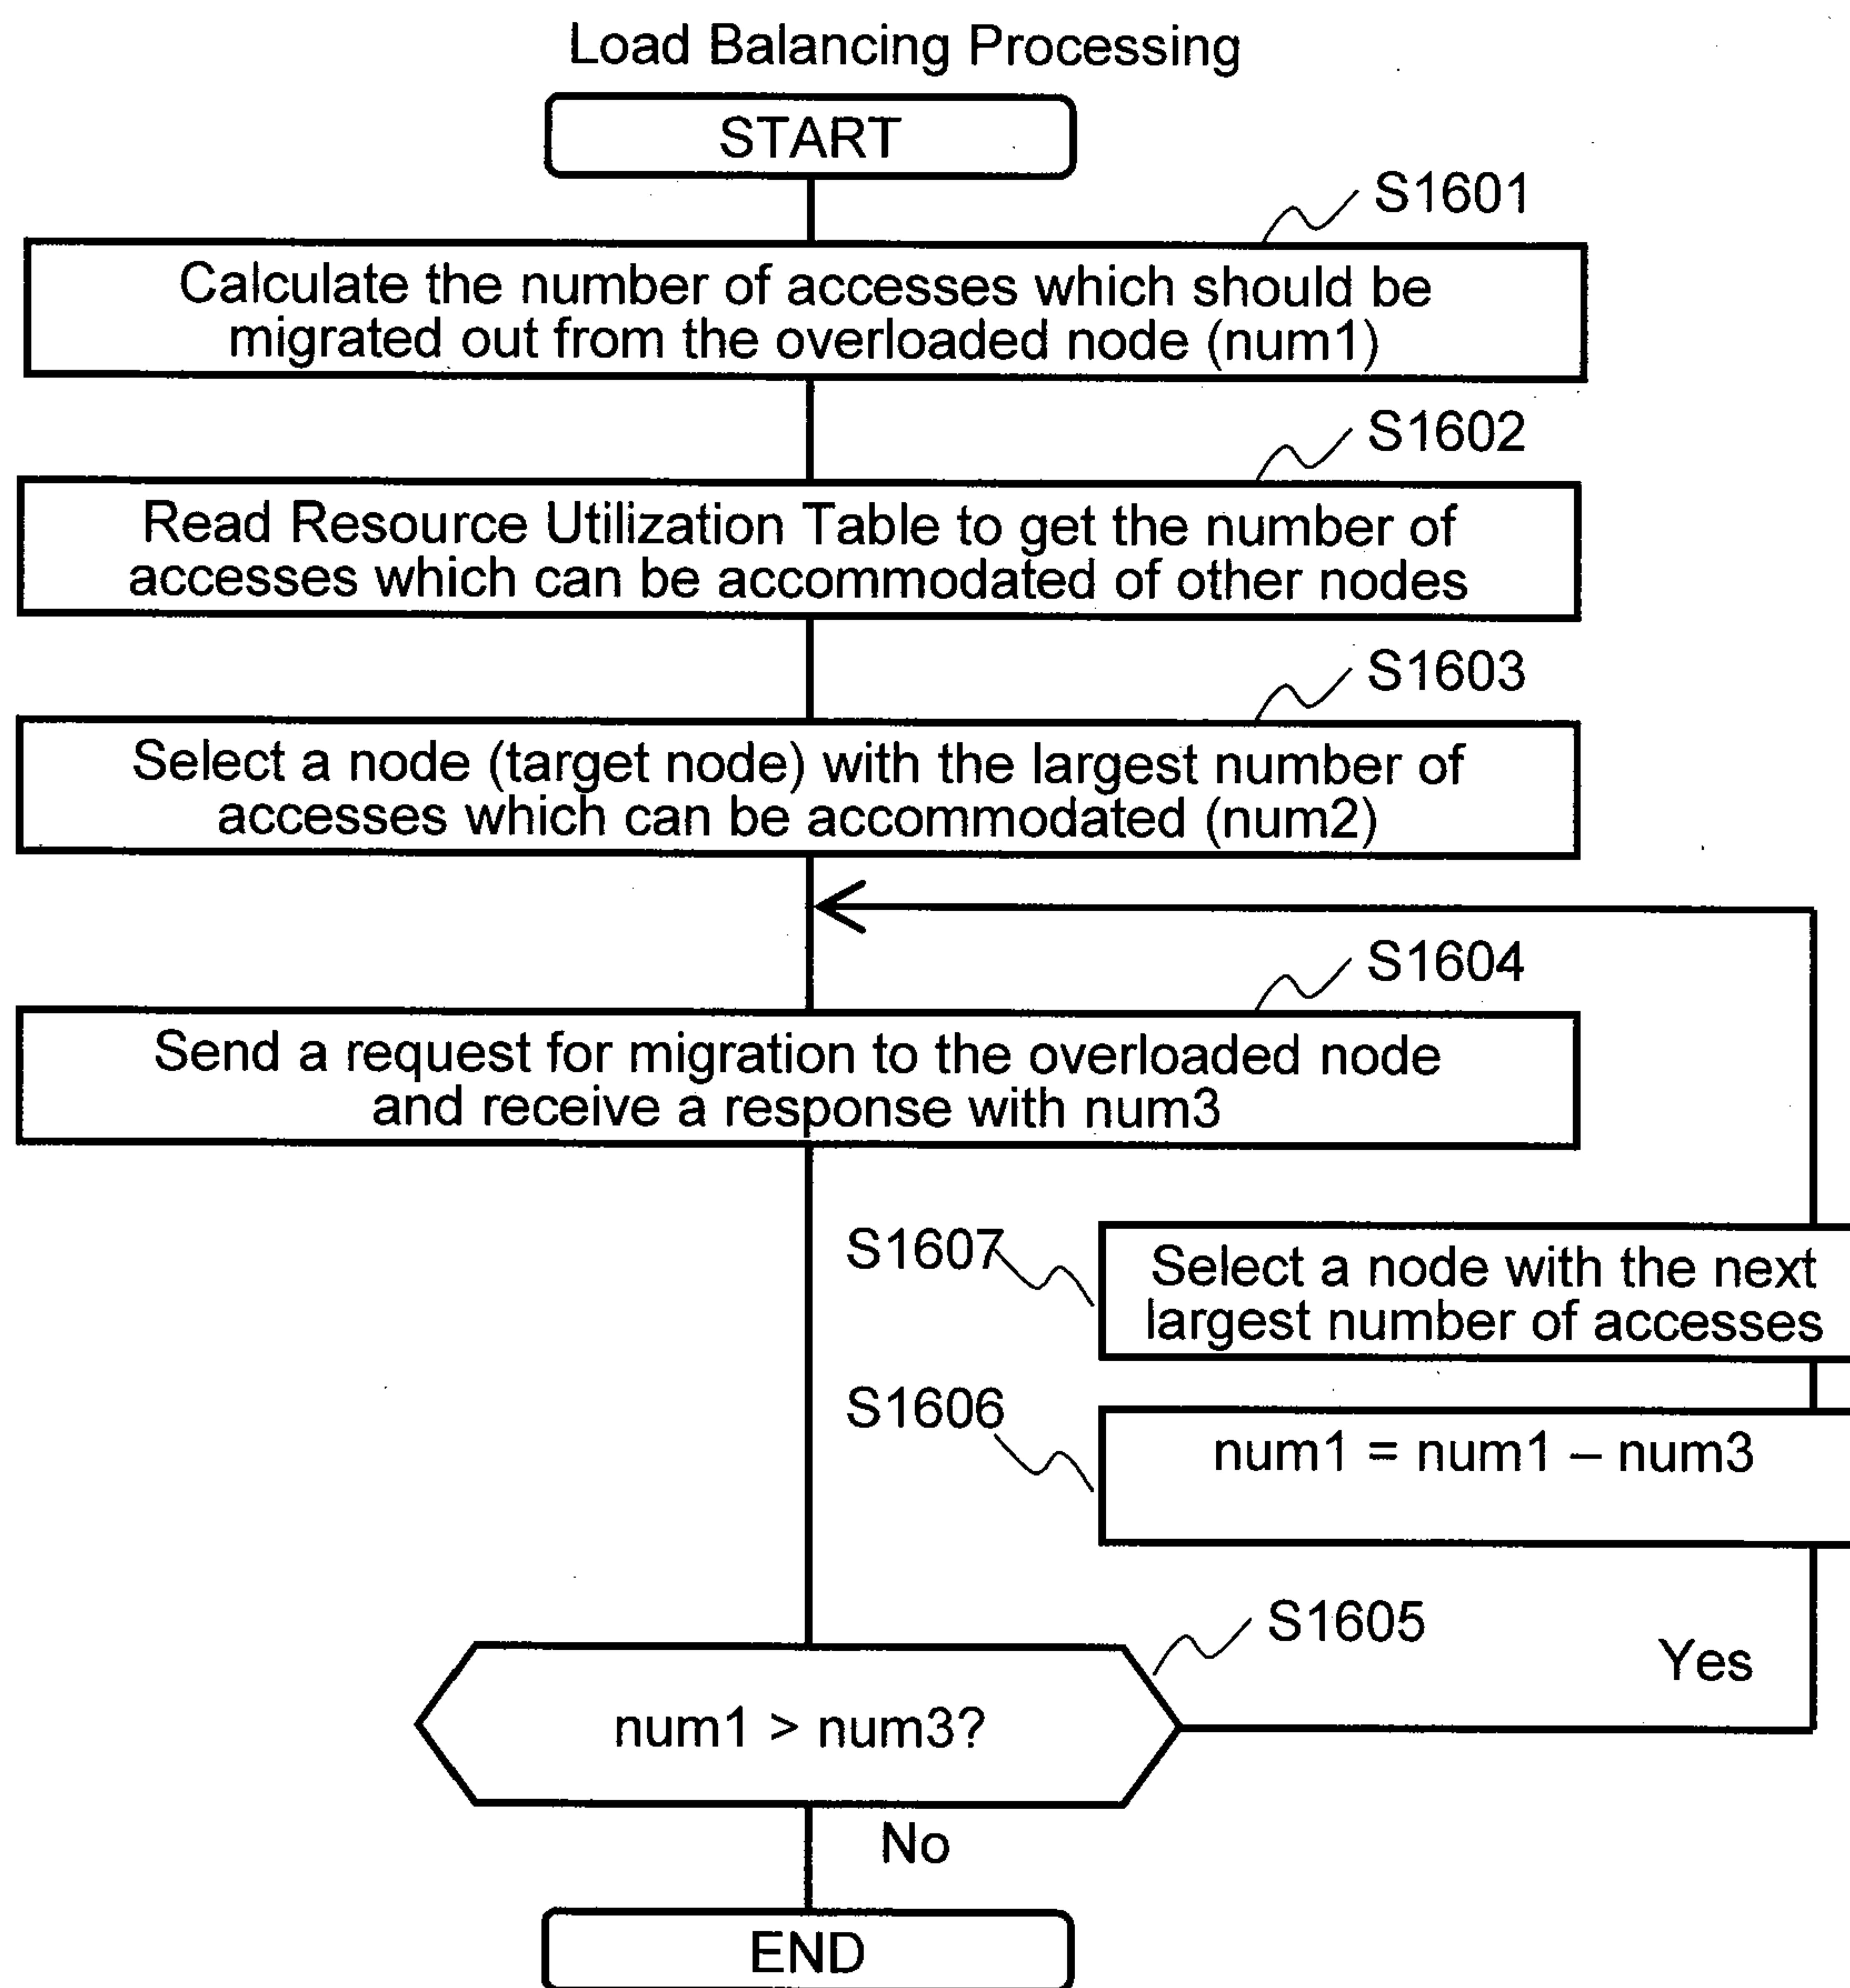 Load Balancing Processing
START
S1601
Calculate the number of accesses which should be
migrated out from the overloaded node (num1)
S1602
Read Resource Utilization Table to get the number of
accesses which can be accommodated of other nodes
S1603
Select a node (target node) with the largest number of
accesses which can be accommodated (num2)
S1604
Send a request for migration to the overloaded node
and receive a response with num3
S1607
Select a node with the next
largest number of accesses
S1606
num1 = num1 – num3
S1605
Yes
num1 > num3?
No
END